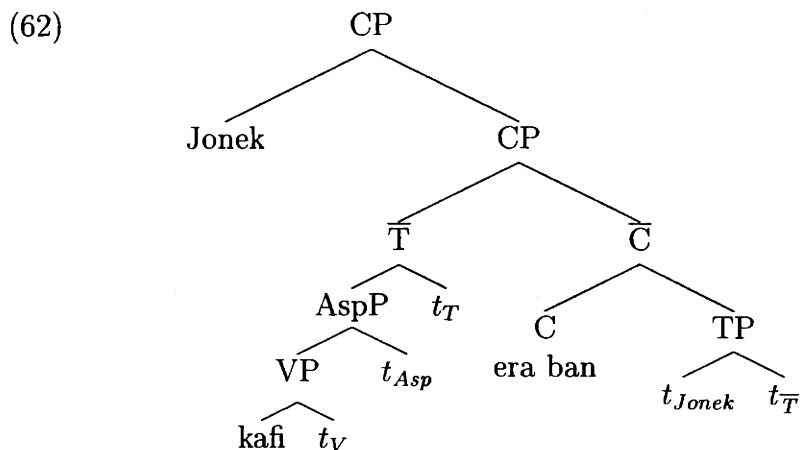 (62) CP
Jonek CP
T̅ C̅
AspP t_T C TP
VP t_Asp era ban t_Jonek t_T̅
kafi t_V